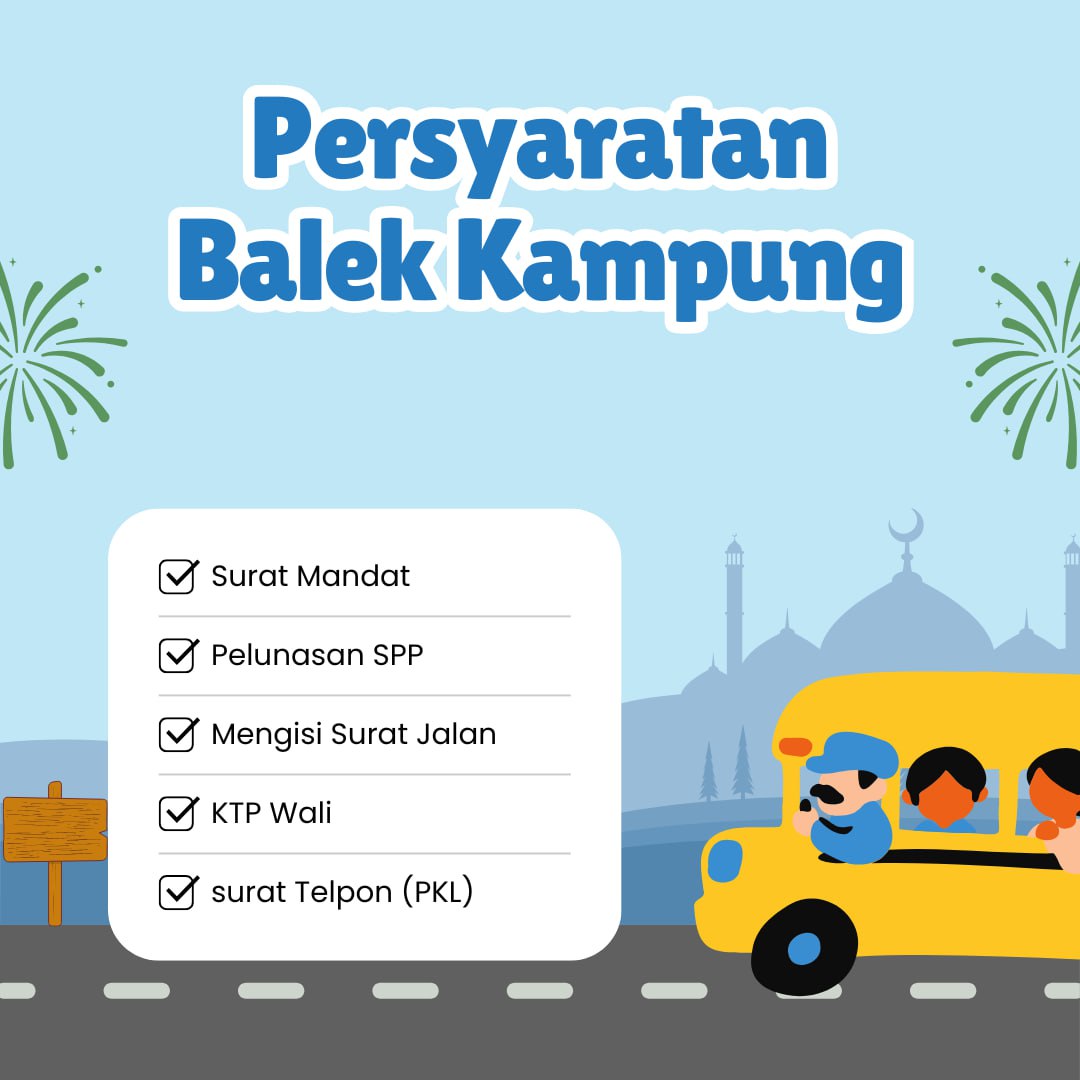 Persyaratan
Balek Kampung
Surat Mandat
Pelunasan SPP
Mengisi Surat Jalan
KTP Wali
surat Telpon (PKL)